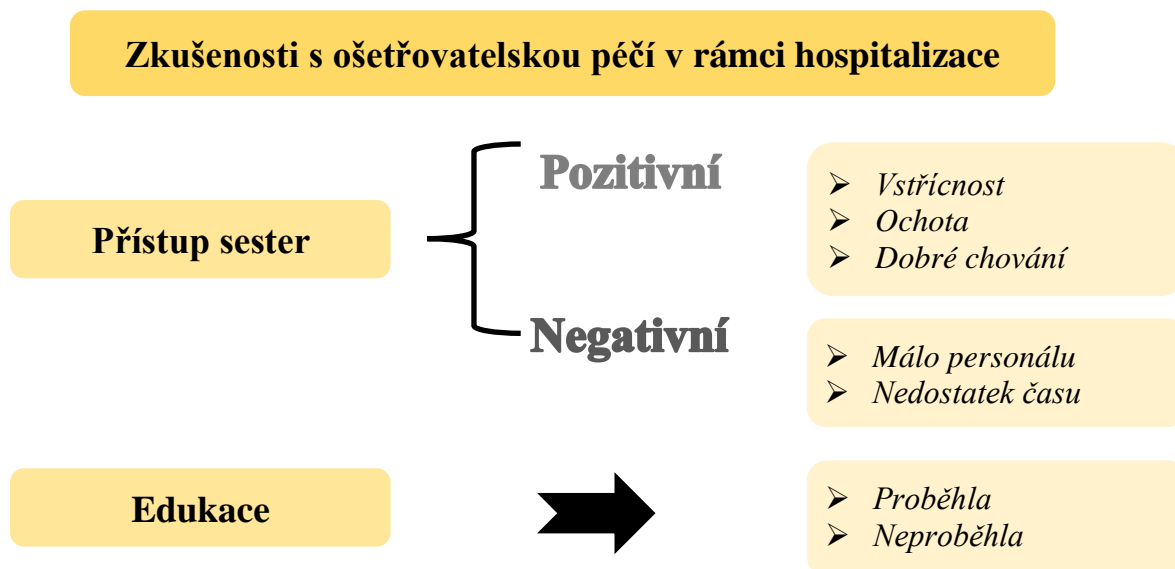 Zkušenosti s ošetřovatelskou péčí v rámci hospitalizace
Přístup sester
Pozitivní
➢ Vstřícnost
➢ Ochota
➢ Dobré chování
Negativní
➢ Málo personálu
➢ Nedostatek času
Edukace
➢ Proběhla
➢ Neproběhla